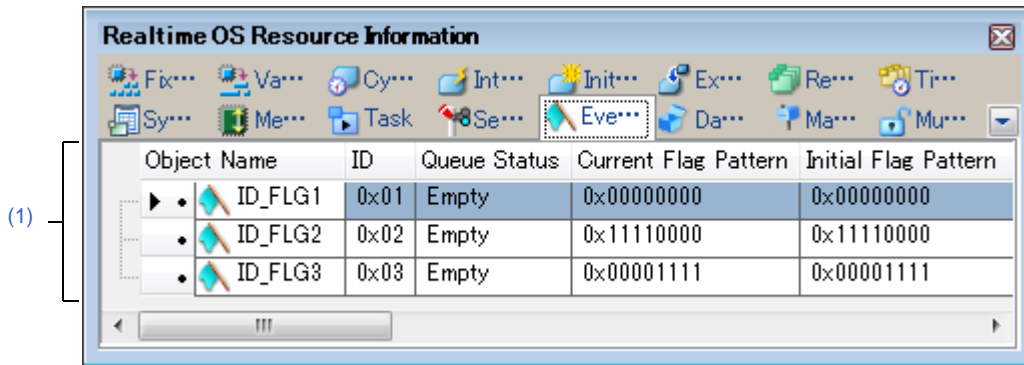 Realtime OS Resource Information
Fix··· Va··· Cy··· Int··· Init··· Ex··· Re··· Ti···
Sy··· Me··· Task Se··· Eve··· Da··· Ma··· Mu···
Object Name ID Queue Status Current Flag Pattern Initial Flag Pattern
(1)
ID_FLG1 0x01 Empty 0x00000000 0x00000000
ID_FLG2 0x02 Empty 0x11110000 0x11110000
ID_FLG3 0x03 Empty 0x00001111 0x00001111